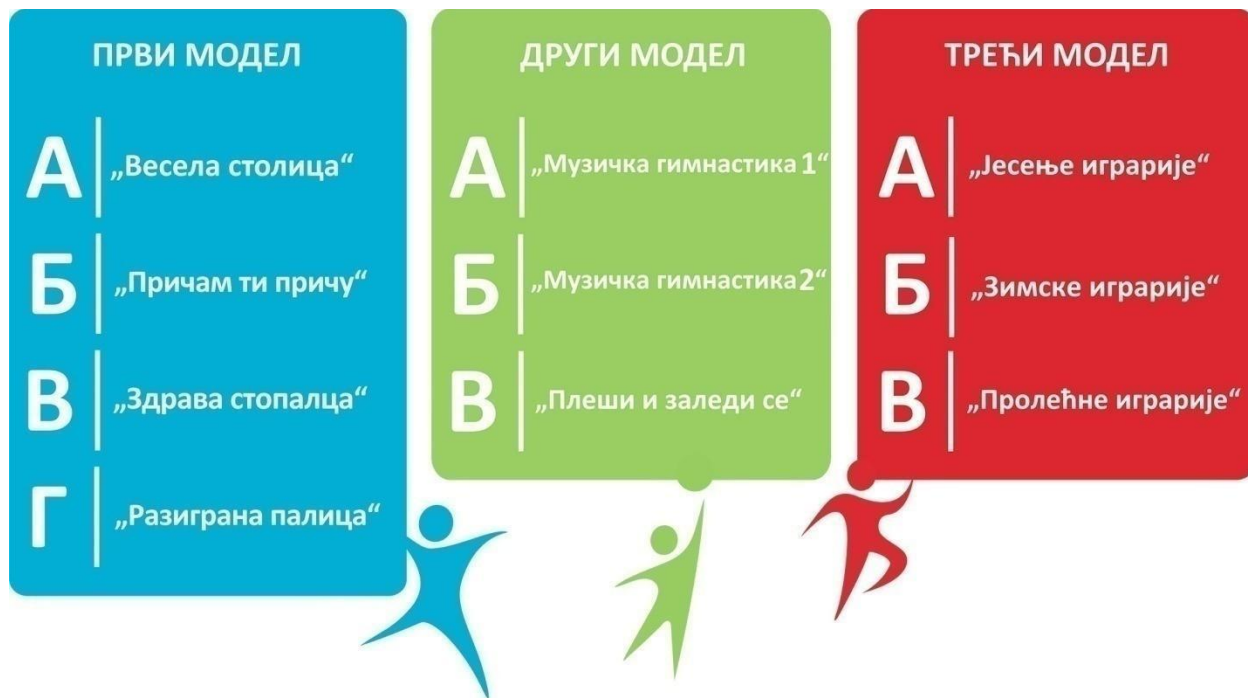 ПРВИ МОДЕЛ
А „Весела столица“
Б „Причам ти причу“
В „Здрава стопалца“
Г „Разиграна палица“
ДРУГИ МОДЕЛ
А „Музичка гимнастика 1“
Б „Музичка гимнастика 2“
В „Плеши и заледи се“
ТРЕЋИ МОДЕЛ
А „Јесење играрије“
Б „Зимске играрије“
В „Пролећне играрије“